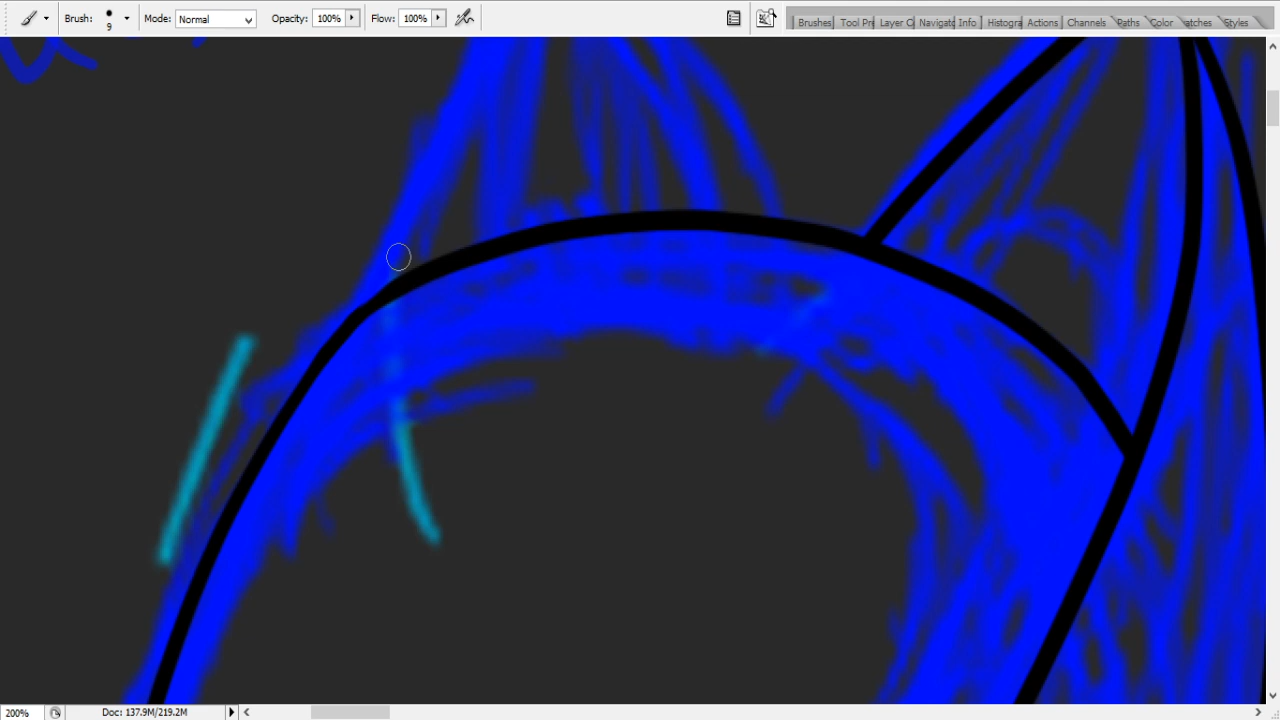 Brush: 9 Mode: Normal Opacity: 100% Flow: 100% Brushes Tool Pr Layer C Navigato Info Histogra Actions Channels Paths Color atches Styles
200% Doc: 137.9M/219.2M